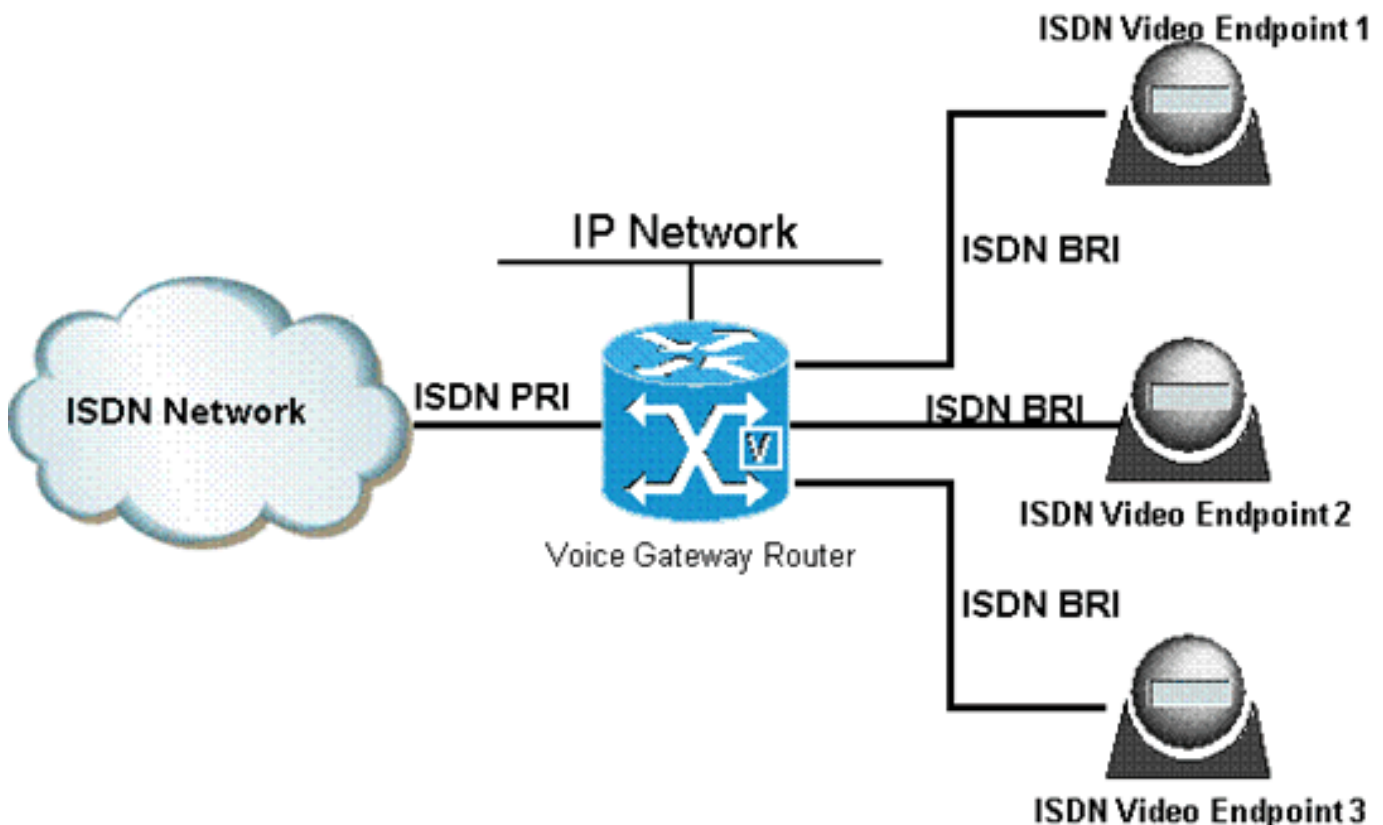 ISDN Video Endpoint 1
IP Network
ISDN BRI
ISDN Network
ISDN PRI
ISDN BRI
V
ISDN Video Endpoint 2
Voice Gateway Router
ISDN BRI
ISDN Video Endpoint 3